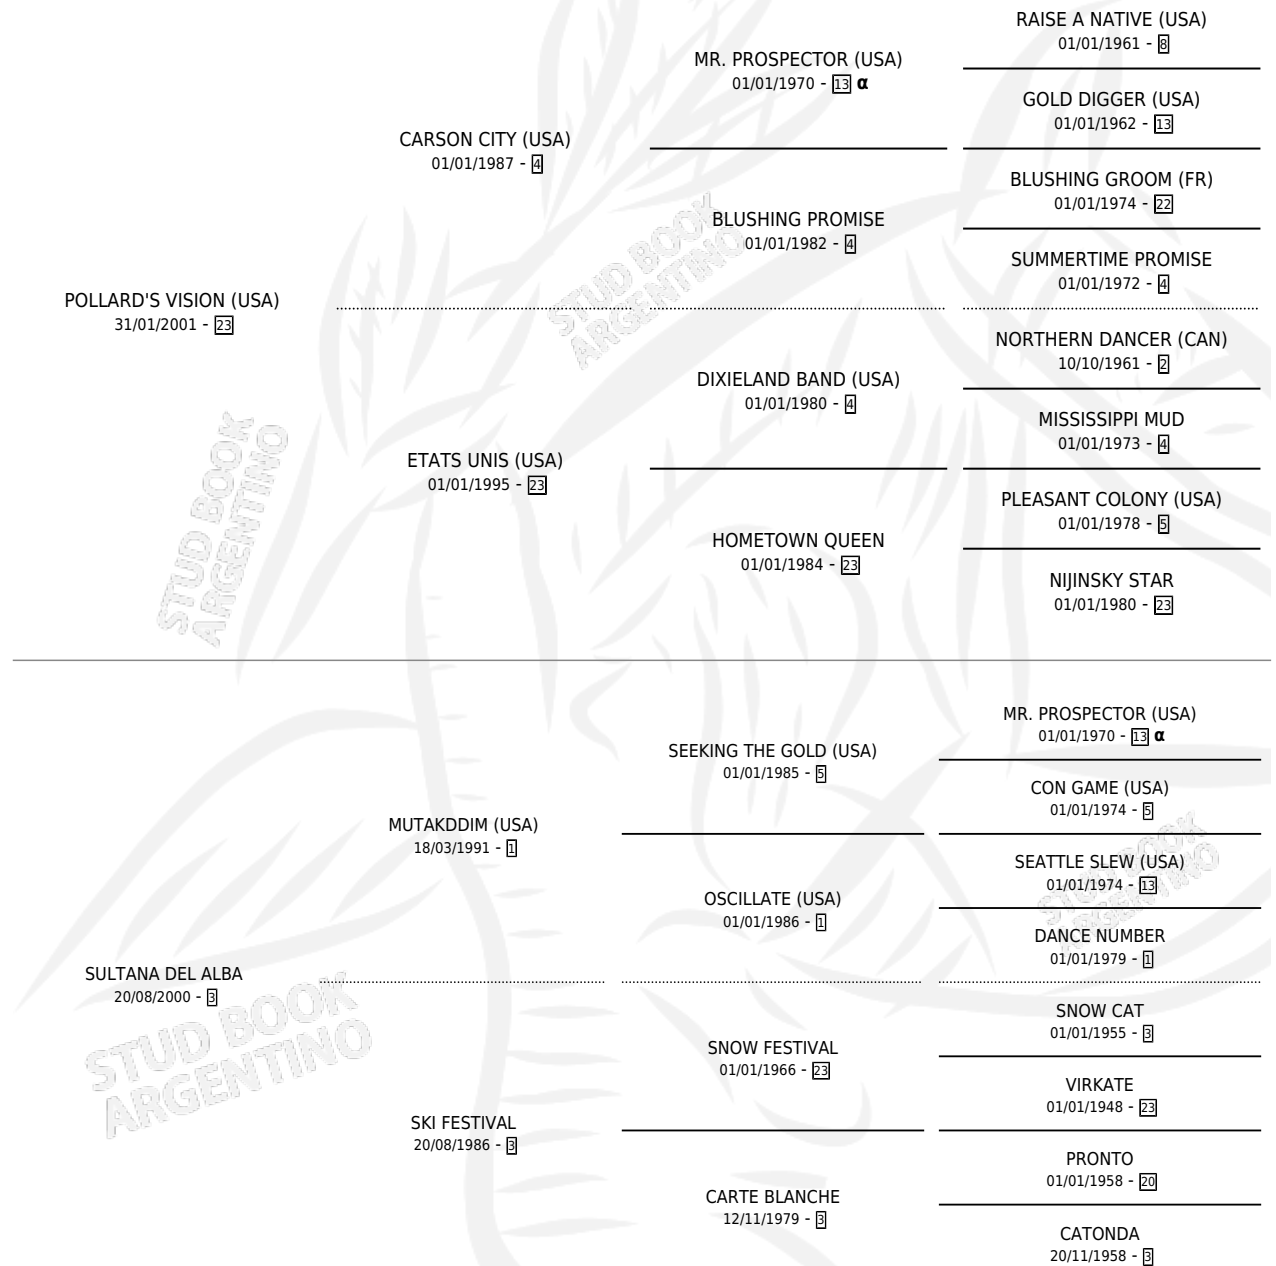 RAISE A NATIVE (USA)
01/01/1961 - 8
MR. PROSPECTOR (USA)
01/01/1970 - 13 α
GOLD DIGGER (USA)
01/01/1962 - 13
CARSON CITY (USA)
01/01/1987 - 4
BLUSHING GROOM (FR)
01/01/1974 - 22
BLUSHING PROMISE
01/01/1982 - 4
SUMMERTIME PROMISE
01/01/1972 - 4
POLLARD'S VISION (USA)
31/01/2001 - 23
NORTHERN DANCER (CAN)
10/10/1961 - 2
DIXIELAND BAND (USA)
01/01/1980 - 4
MISSISSIPPI MUD
01/01/1973 - 4
ETATS UNIS (USA)
01/01/1995 - 23
PLEASANT COLONY (USA)
01/01/1978 - 5
HOMETOWN QUEEN
01/01/1984 - 23
NIJINSKY STAR
01/01/1980 - 23
MR. PROSPECTOR (USA)
01/01/1970 - 13 α
SEEKING THE GOLD (USA)
01/01/1985 - 5
CON GAME (USA)
01/01/1974 - 5
MUTAKDDIM (USA)
18/03/1991 - 1
SEATTLE SLEW (USA)
01/01/1974 - 13
OSCILLATE (USA)
01/01/1986 - 1
DANCE NUMBER
01/01/1979 - 1
SULTANA DEL ALBA
20/08/2000 - 3
SNOW CAT
01/01/1955 - 3
SNOW FESTIVAL
01/01/1966 - 23
VIRKATE
01/01/1948 - 23
SKI FESTIVAL
20/08/1986 - 3
PRONTO
01/01/1958 - 20
CARTE BLANCHE
12/11/1979 - 3
CATONDA
20/11/1958 - 3
STUD BOOK
ARGENTINO
STUD BOOK
ARGENTINO
STUD BOOK
ARGENTINO
STUD BOOK
ARGENTINO